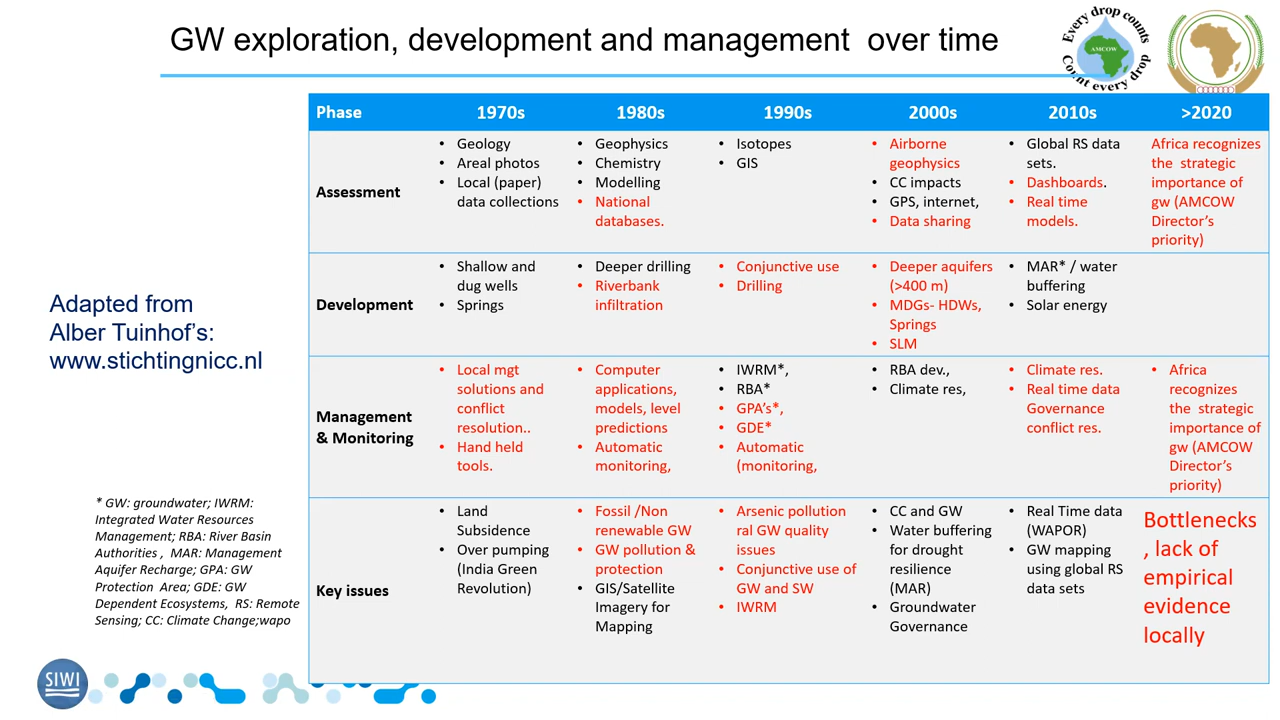 GW exploration, development and management over time
Every drop counts
AMCOW
Count every drop
Phase 1970s 1980s 1990s 2000s 2010s >2020
Assessment
• Geology
• Areal photos
• Local (paper)
data collections
• Geophysics
• Chemistry
• Modelling
• National
databases.
• Isotopes
• GIS
• Airborne
geophysics
• CC impacts
• GPS, internet,
• Data sharing
• Global RS data
sets.
• Dashboards.
• Real time
models.
Africa recognizes
the strategic
importance of
gw (AMCOW
Director’s
priority)
Development
• Shallow and
dug wells
• Springs
• Deeper drilling
• Riverbank
infiltration
• Conjunctive use
• Drilling
• Deeper aquifers
(>400 m)
• MDGs- HDWs,
Springs
• SLM
• MAR* / water
buffering
• Solar energy
Management
& Monitoring
• Local mgt
solutions and
conflict
resolution..
• Hand held
tools.
• Computer
applications,
models, level
predictions
• Automatic
monitoring,
• IWRM*,
• RBA*
• GPA’s*,
• GDE*
• Automatic
(monitoring,
• RBA dev.,
• Climate res,
• Climate res.
• Real time data
Governance
conflict res.
• Africa
recognizes
the strategic
importance of
gw (AMCOW
Director’s
priority)
Key issues
• Land
Subsidence
• Over pumping
(India Green
Revolution)
• Fossil /Non
renewable GW
• GW pollution &
protection
• GIS/Satellite
Imagery for
Mapping
• Arsenic pollution
ral GW quality
issues
• Conjunctive use of
GW and SW
• IWRM
• CC and GW
• Water buffering
for drought
resilience
(MAR)
• Groundwater
Governance
• Real Time data
(WAPOR)
• GW mapping
using global RS
data sets
Bottlenecks
, lack of
empirical
evidence
locally
Adapted from
Alber Tuinhof’s:
www.stichtingnicc.nl
* GW: groundwater; IWRM:
Integrated Water Resources
Management; RBA: River Basin
Authorities , MAR: Management
Aquifer Recharge; GPA: GW
Protection Area; GDE: GW
Dependent Ecosystems, RS: Remote
Sensing; CC: Climate Change;wapo
SIWI